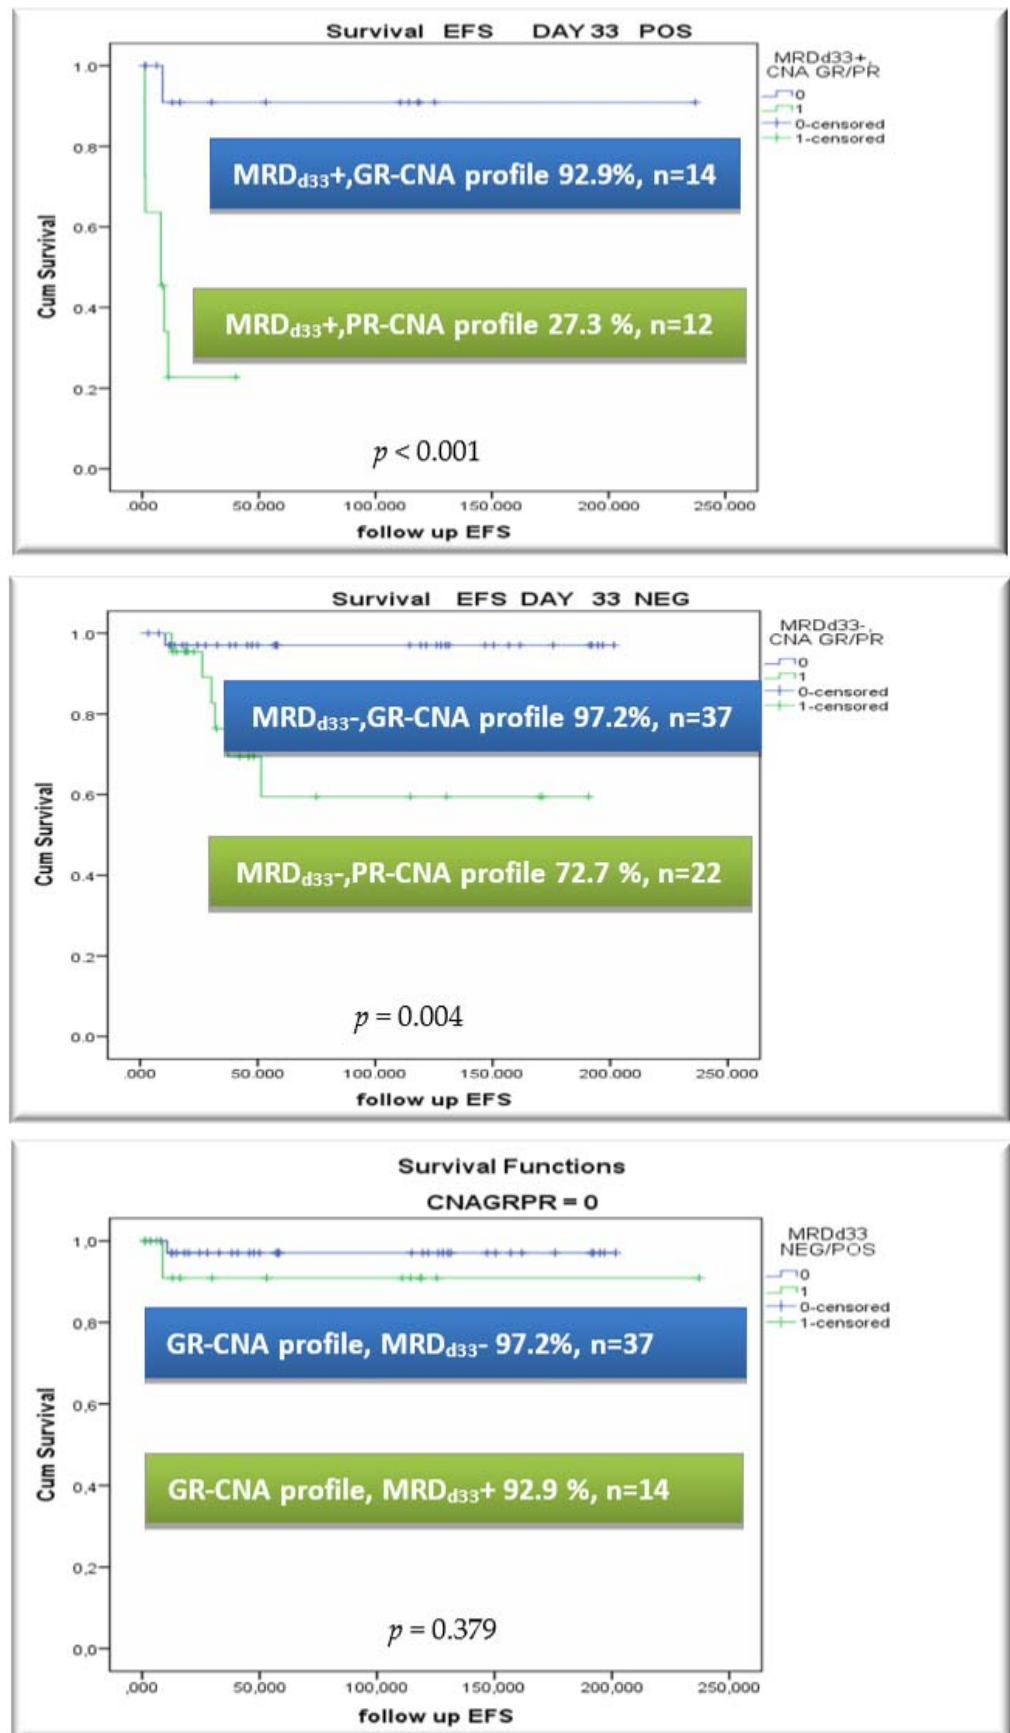 Survival EFS DAY 33 POS
MRDd33+,
CNA GR/PR
0
1
0-censored
1-censored
Cum Survival
1.0
0.8
0.6
0.4
0.2
0.0
MRDd33+,GR-CNA profile 92.9%, n=14
MRDd33+,PR-CNA profile 27.3 %, n=12
p < 0.001
.000 50.000 100.000 150.000 200.000 250.000
follow up EFS
Survival EFS DAY 33 NEG
MRDd33-,
CNA GR/PR
0
1
0-censored
1-censored
Cum Survival
1.0
0.8
0.6
0.4
0.2
0.0
MRDd33-,GR-CNA profile 97.2%, n=37
MRDd33-,PR-CNA profile 72.7 %, n=22
p = 0.004
.000 50.000 100.000 150.000 200.000 250.000
follow up EFS
Survival Functions
CNAGRPR = 0
MRDd33
NEG/POS
0
1
0-censored
1-censored
Cum Survival
1,0
0,8
0,6
0,4
0,2
0,0
GR-CNA profile, MRDd33- 97.2%, n=37
GR-CNA profile, MRDd33+ 92.9 %, n=14
p = 0.379
,000 50,000 100,000 150,000 200,000 250,000
follow up EFS